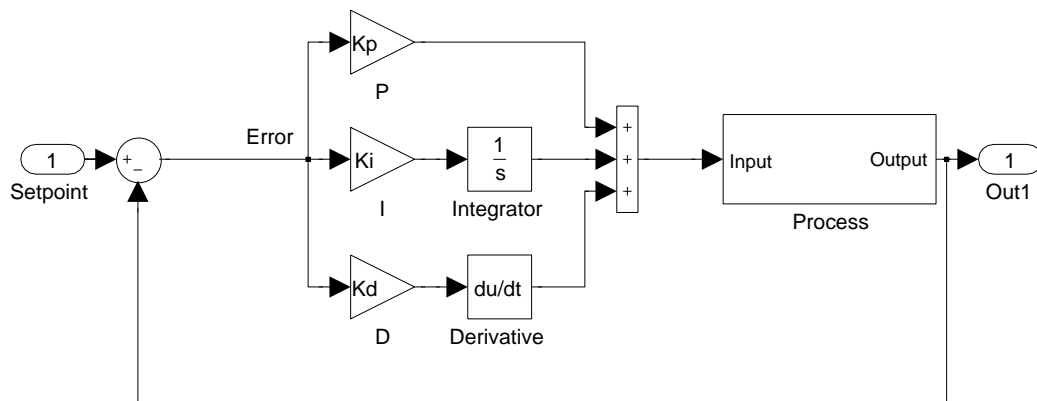 Kp
P
Error
1
Setpoint
+
−
Ki
I
1
s
Integrator
Kd
D
du/dt
Derivative
+
+
+
Input
Output
Process
1
Out1